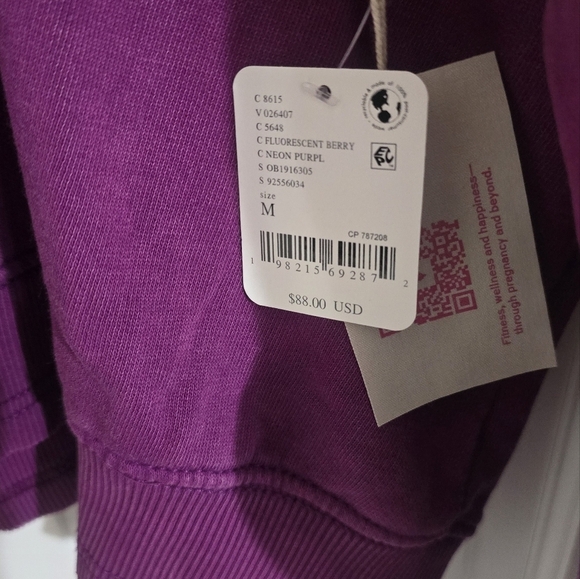 C 8615
V 026407
C 5648
C FLUORESCENT BERRY
C NEON PURPL
S OB1916305
S 92556034
size
M
CP 787208
1 98215 69287 2
$88.00 USD
Fitness, wellness and happiness—
through pregnancy and beyond.